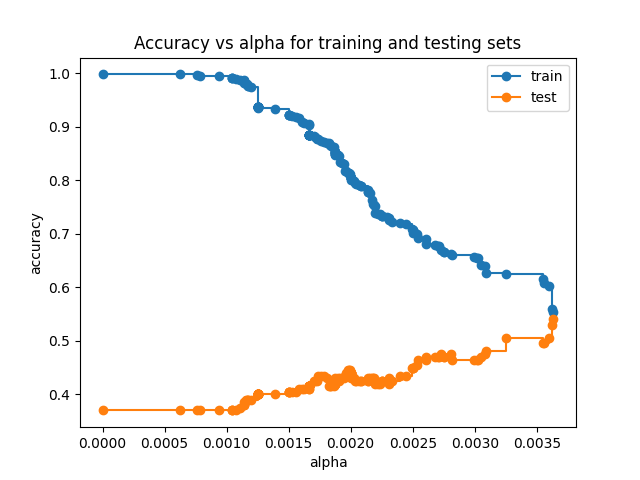 Accuracy vs alpha for training and testing sets
train
test
accuracy
1.0
0.9
0.8
0.7
0.6
0.5
0.4
0.0000 0.0005 0.0010 0.0015 0.0020 0.0025 0.0030 0.0035
alpha